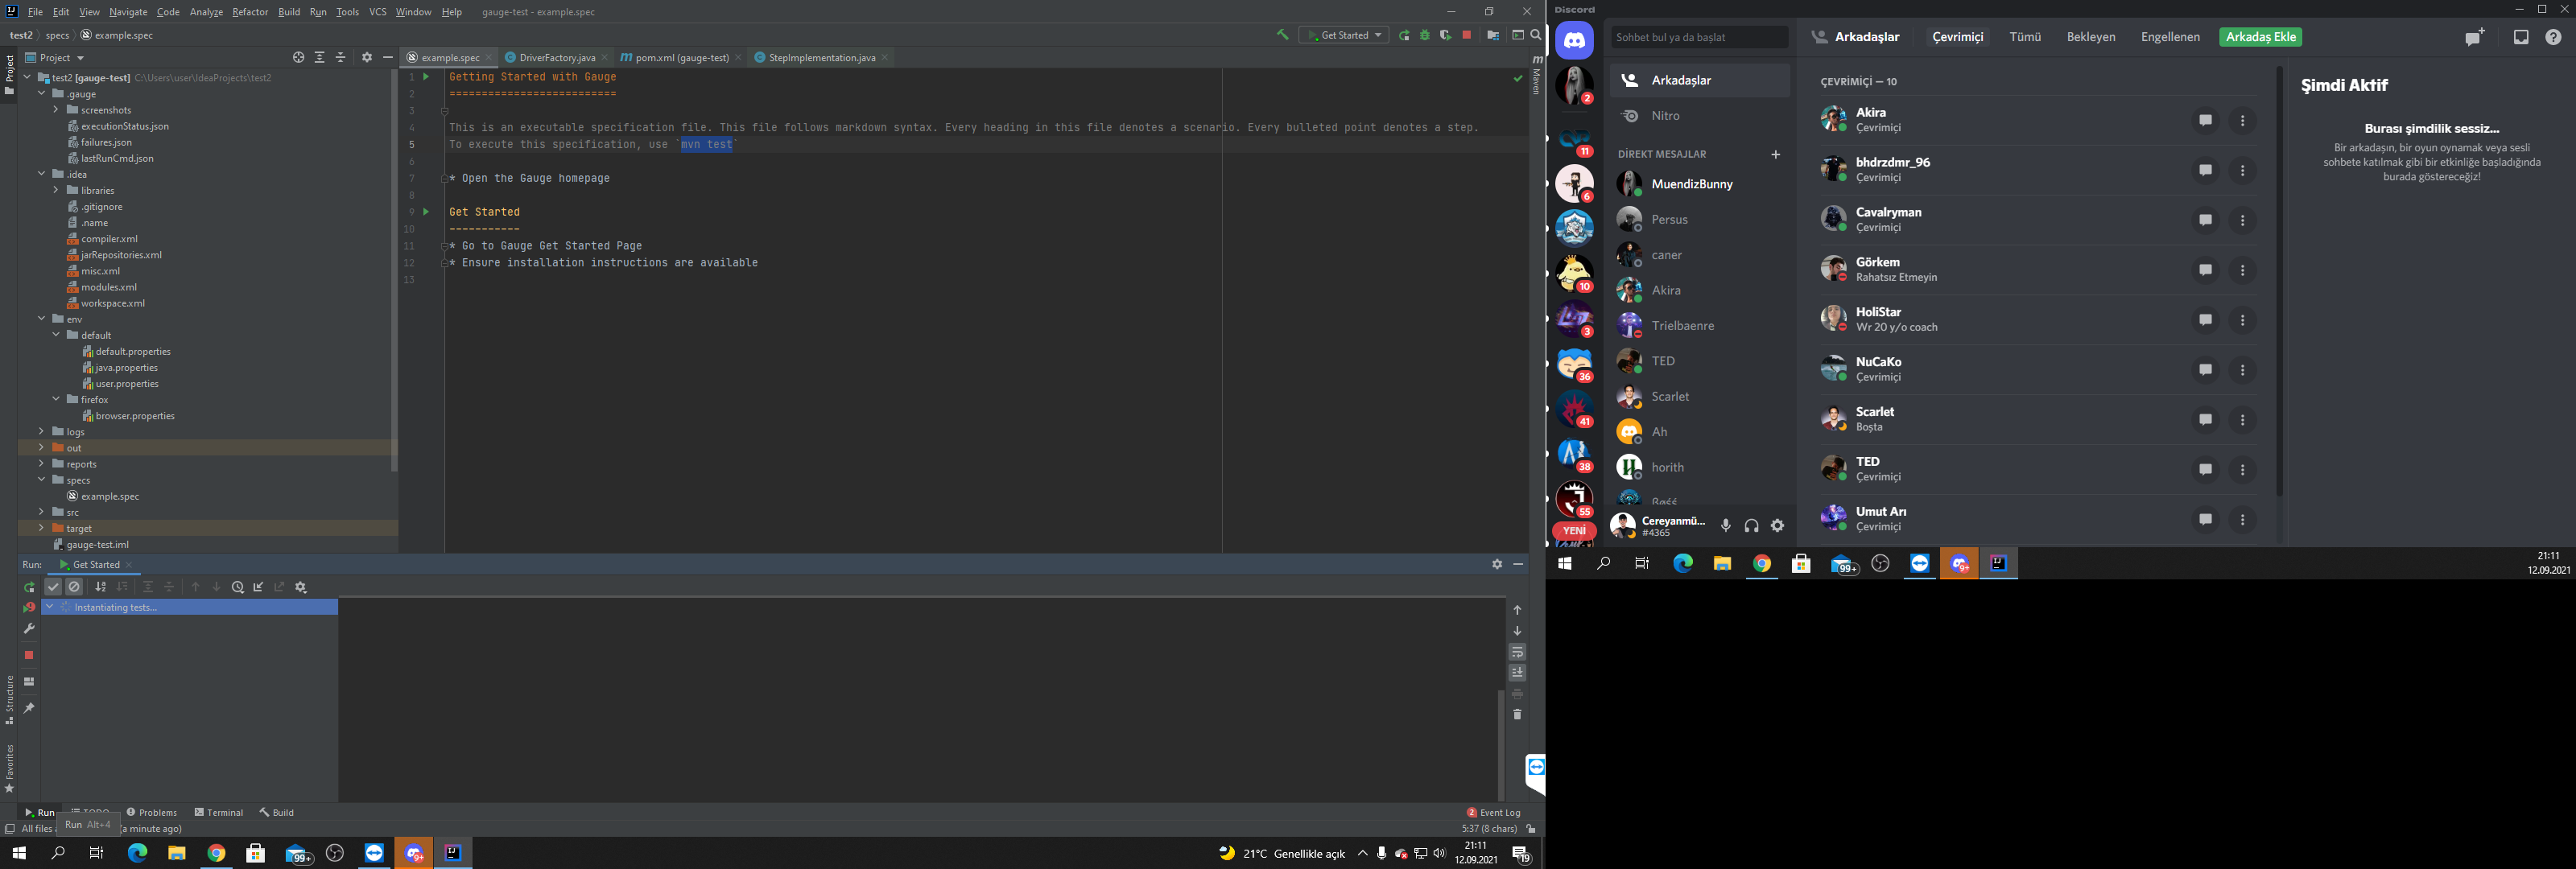 File Edit View Navigate Code Analyze Refactor Build Run Tools VCS Window Help gauge-test - example.spec
test2 specs example.spec
Get Started
Project
example.spec
DriverFactory.java
pom.xml (gauge-test)
StepImplementation.java
Project
Maven
test2 [gauge-test] C:\Users\user\IdeaProjects\test2
.gauge
screenshots
executionStatus.json
failures.json
lastRunCmd.json
.idea
libraries
.gitignore
.name
compiler.xml
jarRepositories.xml
misc.xml
modules.xml
workspace.xml
env
default
default.properties
java.properties
user.properties
firefox
browser.properties
logs
out
reports
specs
example.spec
src
target
gauge-test.iml
1 Getting Started with Gauge
2 ==========================
3
4 This is an executable specification file. This file follows markdown syntax. Every heading in this file denotes a scenario. Every bulleted point denotes a step.
5 To execute this specification, use `mvn test`
6
7 * Open the Gauge homepage
8
9 Get Started
10 -----------
11 * Go to Gauge Get Started Page
12 * Ensure installation instructions are available
13
Run: Get Started
Instantiating tests...
Structure
Favorites
Run TODO Problems Terminal Build
2 Event Log
Run Alt+4
All files
(a minute ago)
5:37 (8 chars)
99+
9+
21°C Genellikle açık
21:11
12.09.2021
19
Discord
Sohbet bul ya da başlat
Arkadaşlar Çevrimiçi Tümü Bekleyen Engellenen Arkadaş Ekle
2
11
6
10
3
36
41
38
55
YENİ
Arkadaşlar
Nitro
DİREKT MESAJLAR
MuendizBunny
Persus
caner
Akira
Trielbaenre
TED
Scarlet
Ah
horith
Cereyanmü...
#4365
ÇEVRİMİÇİ — 10
Akira
Çevrimiçi
bhdrzdmr_96
Çevrimiçi
Cavalryman
Çevrimiçi
Görkem
Rahatsız Etmeyin
HoliStar
Wr 20 y/o coach
NuCaKo
Çevrimiçi
Scarlet
Boşta
TED
Çevrimiçi
Umut Arı
Çevrimiçi
Şimdi Aktif
Burası şimdilik sessiz...
Bir arkadaşın, bir oyun oynamak veya sesli
sohbete katılmak gibi bir etkinliğe başladığında
burada göstereceğiz!
99+
9+
21:11
12.09.2021